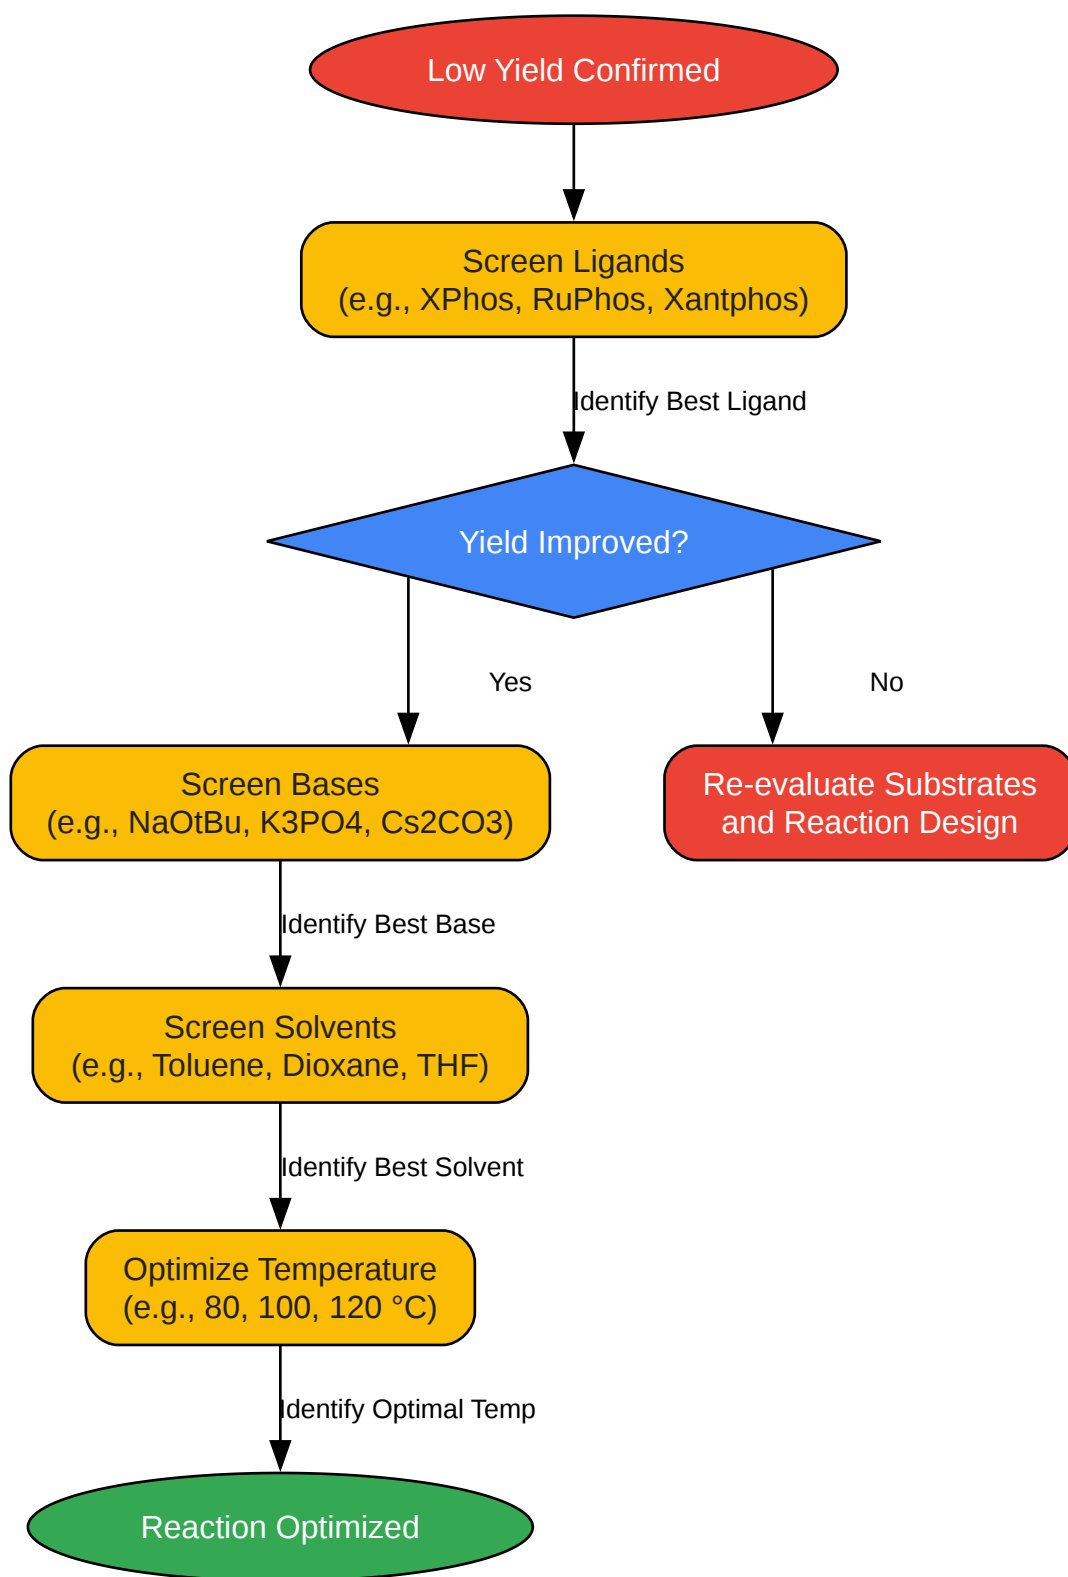 Low Yield Confirmed
Screen Ligands
(e.g., XPhos, RuPhos, Xantphos)
Identify Best Ligand
Yield Improved?
Yes
No
Screen Bases
(e.g., NaOtBu, K3PO4, Cs2CO3)
Re-evaluate Substrates
and Reaction Design
Identify Best Base
Screen Solvents
(e.g., Toluene, Dioxane, THF)
Identify Best Solvent
Optimize Temperature
(e.g., 80, 100, 120 °C)
Identify Optimal Temp
Reaction Optimized